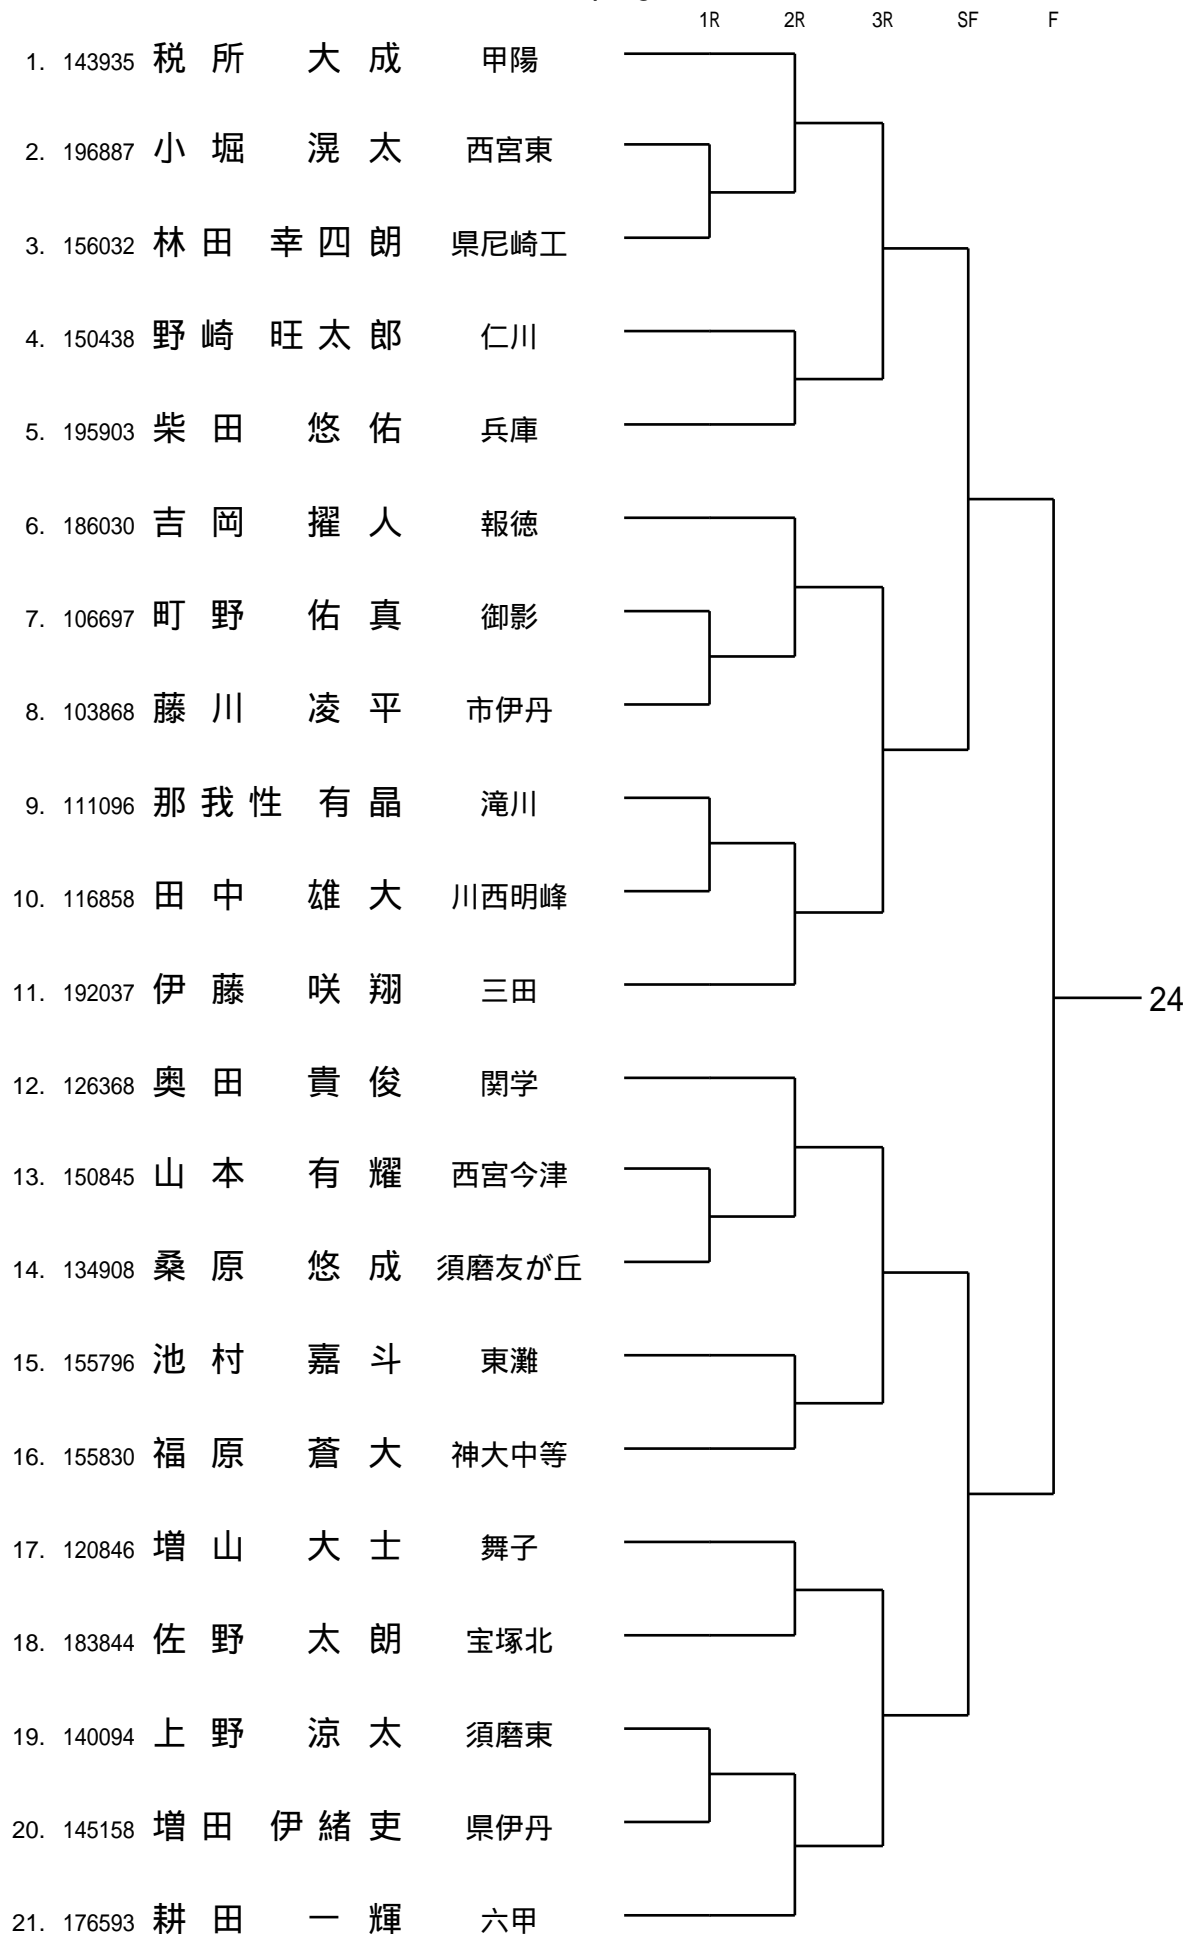 1R 2R 3R SF F
1. 143935 税所 大成 甲陽
2. 196887 小堀 滉太 西宮東
3. 156032 林田 幸四朗 県尼崎工
4. 150438 野崎 旺太郎 仁川
5. 195903 柴田 悠佑 兵庫
6. 186030 吉岡 擢人 報徳
7. 106697 町野 佑真 御影
8. 103868 藤川 凌平 市伊丹
9. 111096 那我性 有晶 滝川
10. 116858 田中 雄大 川西明峰
11. 192037 伊藤 咲翔 三田
24
12. 126368 奥田 貴俊 関学
13. 150845 山本 有耀 西宮今津
14. 134908 桑原 悠成 須磨友が丘
15. 155796 池村 嘉斗 東灘
16. 155830 福原 蒼大 神大中等
17. 120846 増山 大士 舞子
18. 183844 佐野 太朗 宝塚北
19. 140094 上野 涼太 須磨東
20. 145158 増田 伊緒吏 県伊丹
21. 176593 耕田 一輝 六甲